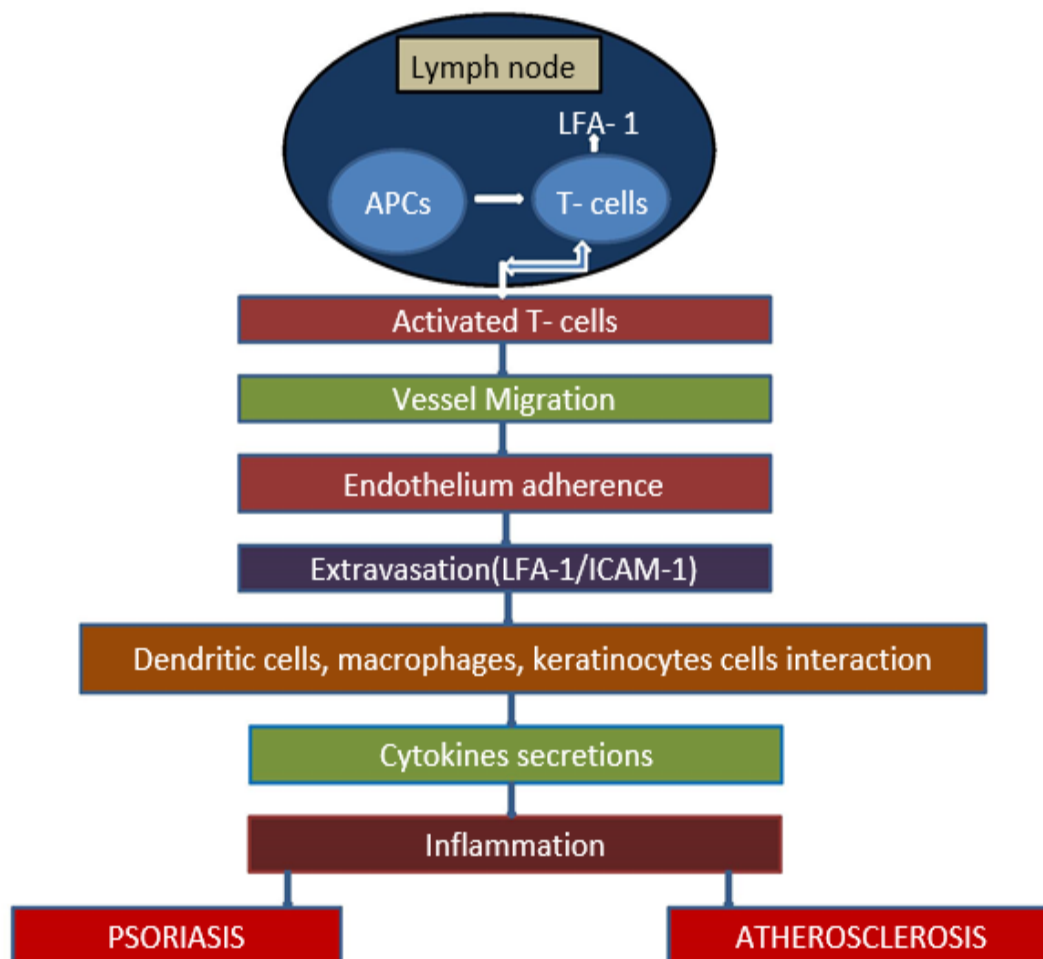 Lymph node
LFA- 1
APCs
T- cells
Activated T- cells
Vessel Migration
Endothelium adherence
Extravasation(LFA-1/ICAM-1)
Dendritic cells, macrophages, keratinocytes cells interaction
Cytokines secretions
Inflammation
PSORIASIS
ATHEROSCLEROSIS